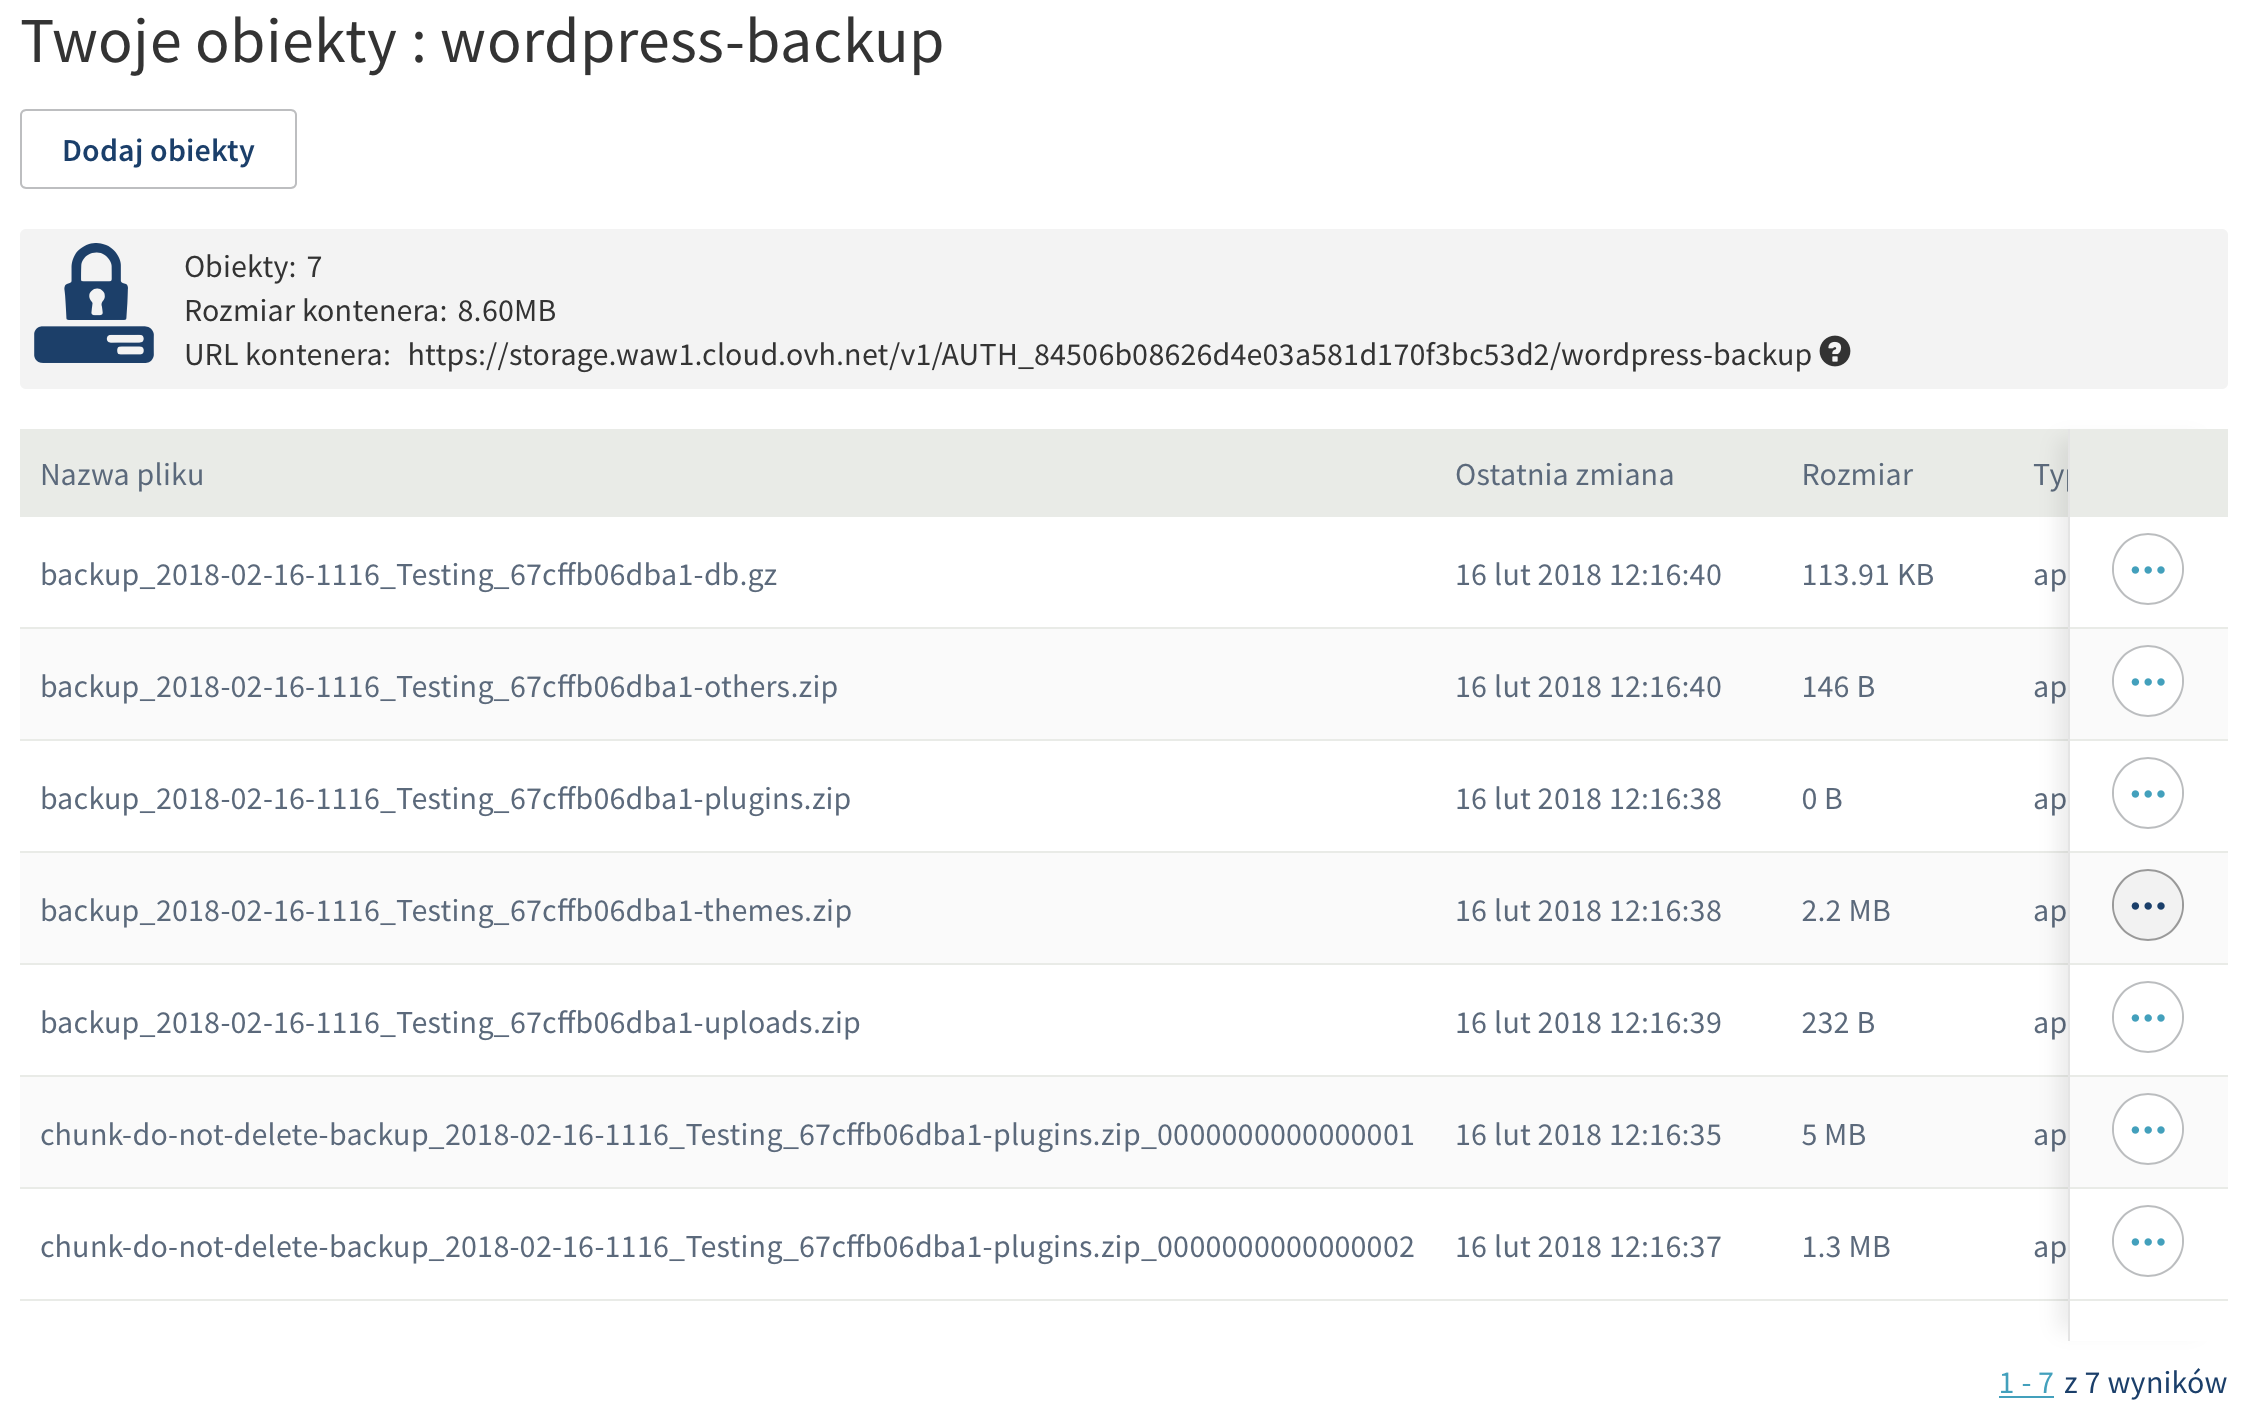 Twoje obiekty : wordpress-backup
Dodaj obiekty
Obiekty: 7
Rozmiar kontenera: 8.60MB
URL kontenera: https://storage.waw1.cloud.ovh.net/v1/AUTH_84506b08626d4e03a581d170f3bc53d2/wordpress-backup ?
Nazwa pliku Ostatnia zmiana Rozmiar Typ
backup_2018-02-16-1116_Testing_67cffb06dba1-db.gz 16 lut 2018 12:16:40 113.91 KB ap
backup_2018-02-16-1116_Testing_67cffb06dba1-others.zip 16 lut 2018 12:16:40 146 B ap
backup_2018-02-16-1116_Testing_67cffb06dba1-plugins.zip 16 lut 2018 12:16:38 0 B ap
backup_2018-02-16-1116_Testing_67cffb06dba1-themes.zip 16 lut 2018 12:16:38 2.2 MB ap
backup_2018-02-16-1116_Testing_67cffb06dba1-uploads.zip 16 lut 2018 12:16:39 232 B ap
chunk-do-not-delete-backup_2018-02-16-1116_Testing_67cffb06dba1-plugins.zip_0000000000000001 16 lut 2018 12:16:35 5 MB ap
chunk-do-not-delete-backup_2018-02-16-1116_Testing_67cffb06dba1-plugins.zip_0000000000000002 16 lut 2018 12:16:37 1.3 MB ap
1 - 7 z 7 wyników